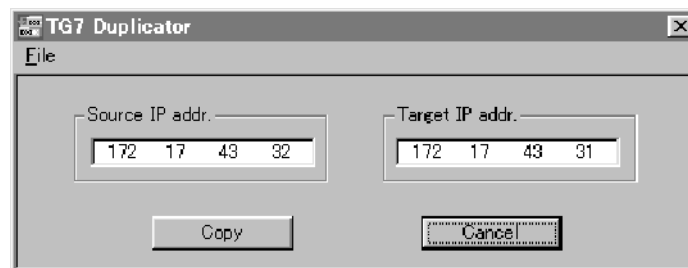 TG7 Duplicator
File
Source IP addr.
Target IP addr.
172 17 43 32
172 17 43 31
Copy
Cancel